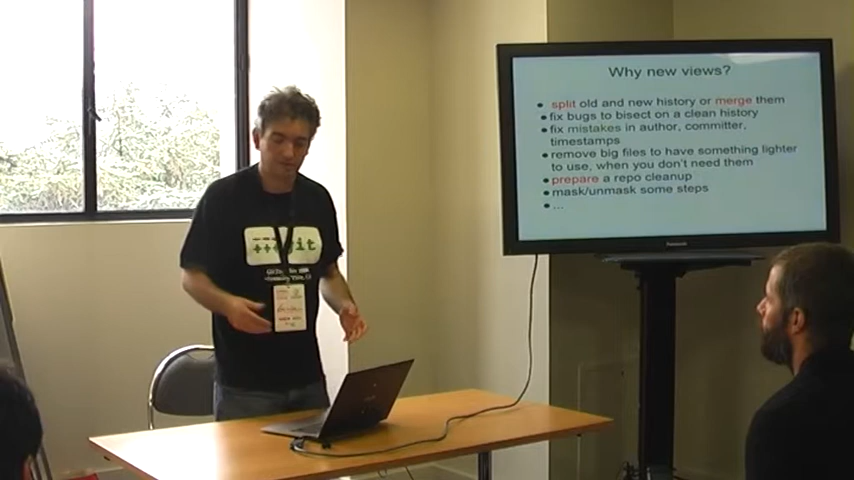 Why new views?
• split old and new history or merge them
• fix bugs to bisect on a clean history
• fix mistakes in author, committer,
timestamps
• remove big files to have something lighter
to use, when you don't need them
• prepare a repo cleanup
• mask/unmask some steps
• ...
Panasonic
git